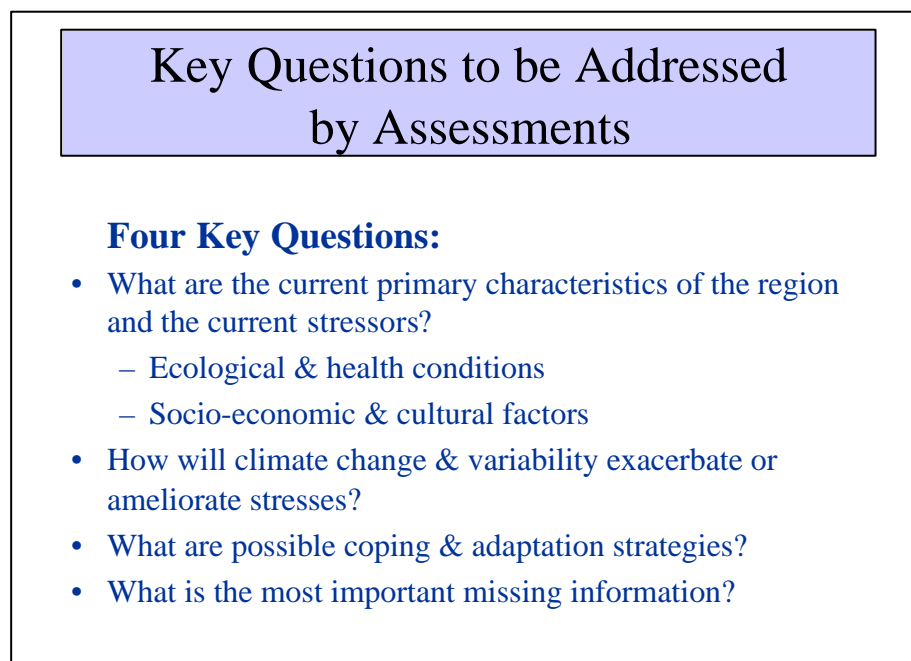 Key Questions to be Addressed
by Assessments
Four Key Questions:
• What are the current primary characteristics of the region
and the current stressors?
– Ecological & health conditions
– Socio-economic & cultural factors
• How will climate change & variability exacerbate or
ameliorate stresses?
• What are possible coping & adaptation strategies?
• What is the most important missing information?